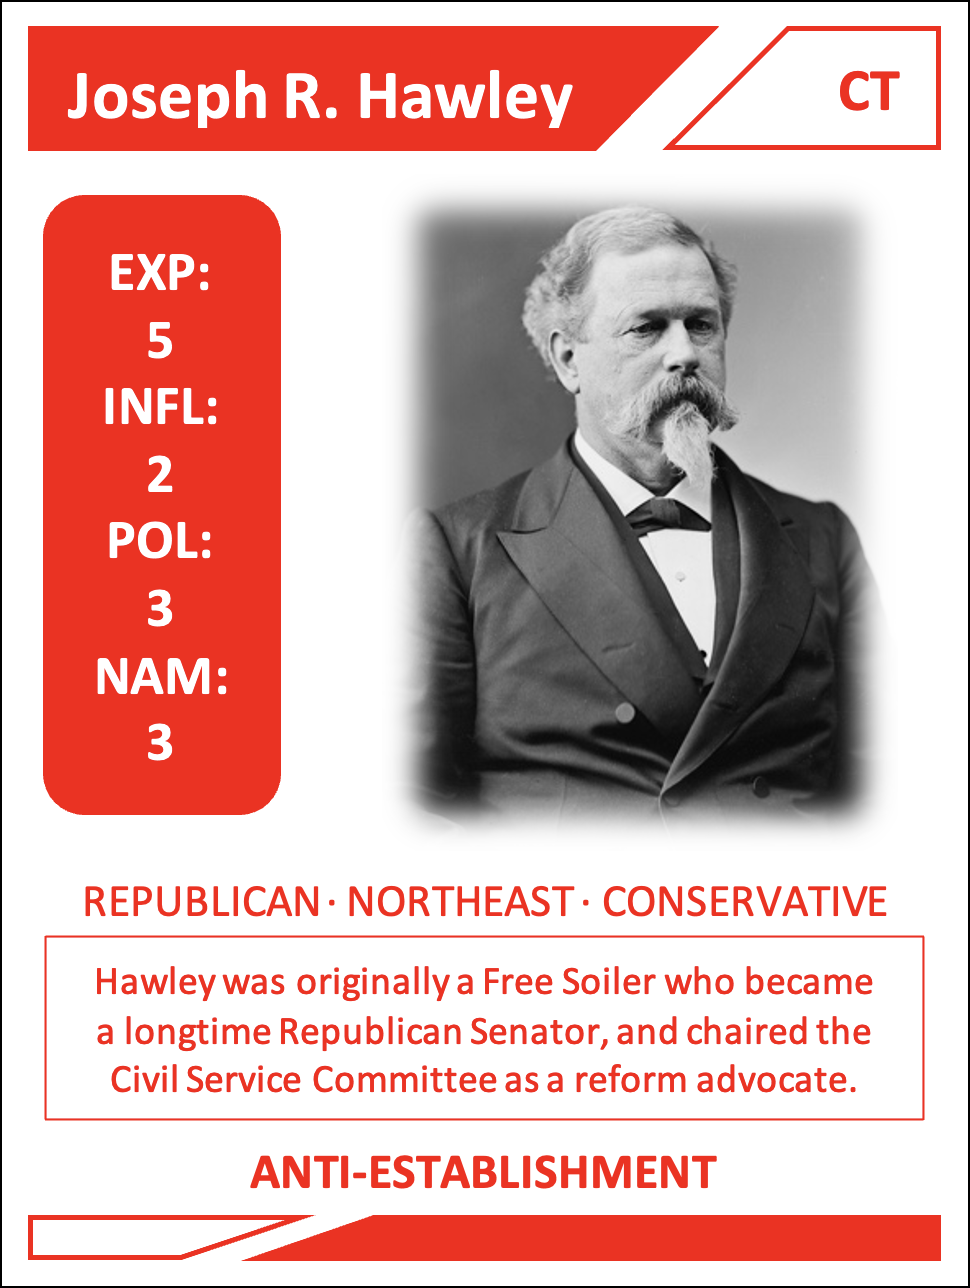 Joseph R. Hawley
CT
EXP:
5
INFL:
2
POL:
3
NAM:
3
REPUBLICAN · NORTHEAST · CONSERVATIVE
Hawley was originally a Free Soiler who became
a longtime Republican Senator, and chaired the
Civil Service Committee as a reform advocate.
ANTI-ESTABLISHMENT